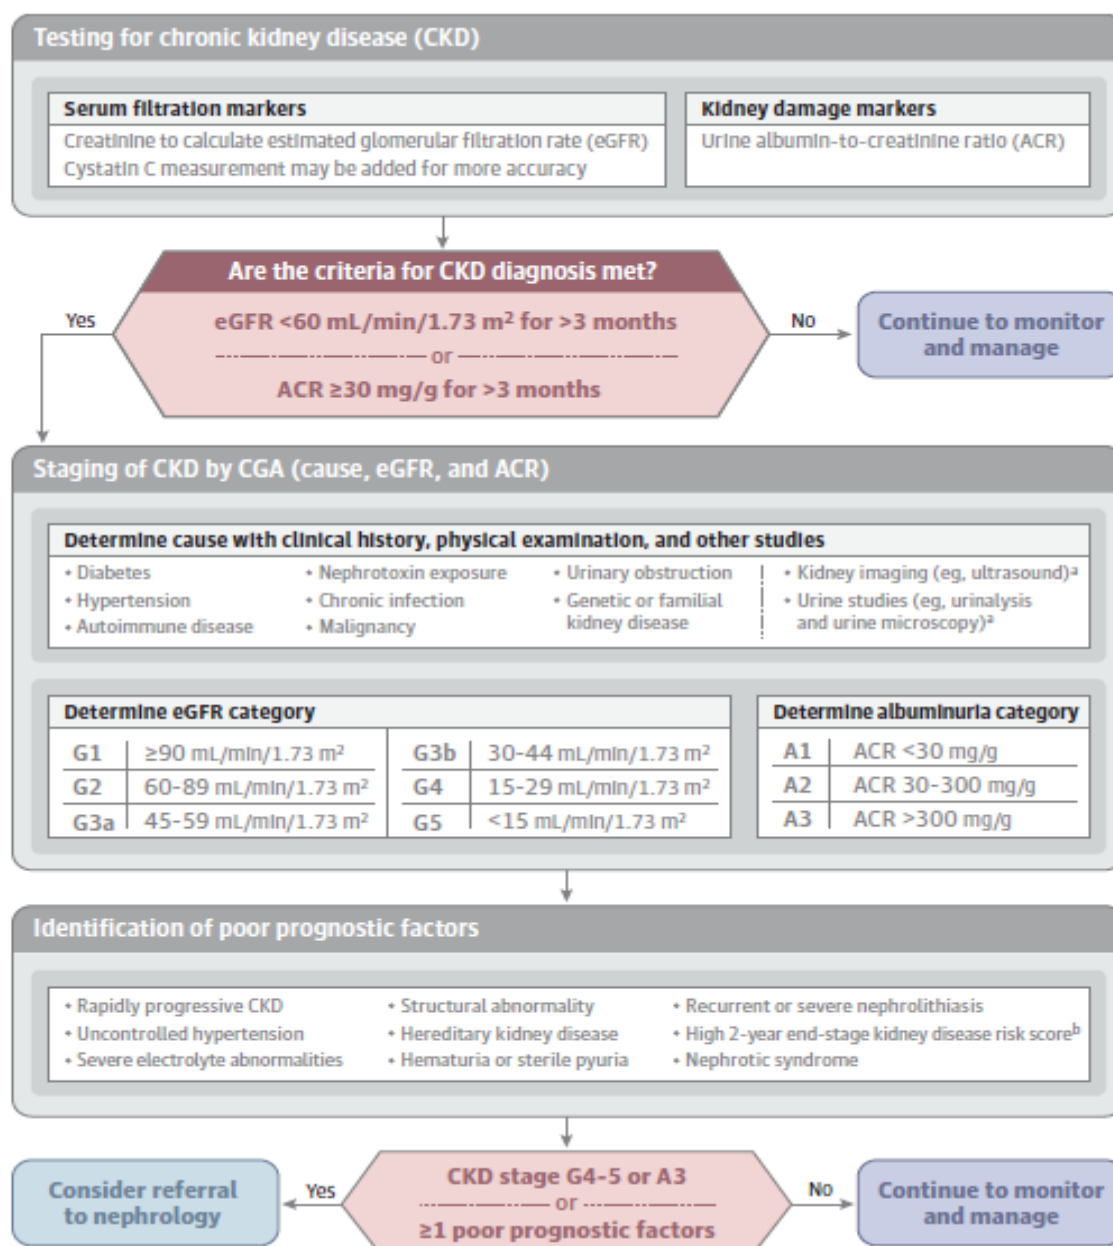 Testing for chronic kidney disease (CKD)
Serum filtration markers
Creatinine to calculate estimated glomerular filtration rate (eGFR)
Cystatin C measurement may be added for more accuracy
Kidney damage markers
Urine albumin-to-creatinine ratio (ACR)
Are the criteria for CKD diagnosis met?
eGFR <60 mL/min/1.73 m² for >3 months
or
ACR ≥30 mg/g for >3 months
Yes
No
Continue to monitor
and manage
Staging of CKD by CGA (cause, eGFR, and ACR)
Determine cause with clinical history, physical examination, and other studies
• Diabetes
• Hypertension
• Autoimmune disease
• Nephrotoxin exposure
• Chronic infection
• Malignancy
• Urinary obstruction
• Genetic or familial
kidney disease
• Kidney imaging (eg, ultrasound)ᵃ
• Urine studies (eg, urinalysis
and urine microscopy)ᵃ
Determine eGFR category
G1 ≥90 mL/min/1.73 m²
G2 60-89 mL/min/1.73 m²
G3a 45-59 mL/min/1.73 m²
G3b 30-44 mL/min/1.73 m²
G4 15-29 mL/min/1.73 m²
G5 <15 mL/min/1.73 m²
Determine albuminuria category
A1 ACR <30 mg/g
A2 ACR 30-300 mg/g
A3 ACR >300 mg/g
Identification of poor prognostic factors
• Rapidly progressive CKD
• Uncontrolled hypertension
• Severe electrolyte abnormalities
• Structural abnormality
• Hereditary kidney disease
• Hematuria or sterile pyuria
• Recurrent or severe nephrolithiasis
• High 2-year end-stage kidney disease risk scoreᵇ
• Nephrotic syndrome
CKD stage G4-5 or A3
or
≥1 poor prognostic factors
Yes
Consider referral
to nephrology
No
Continue to monitor
and manage